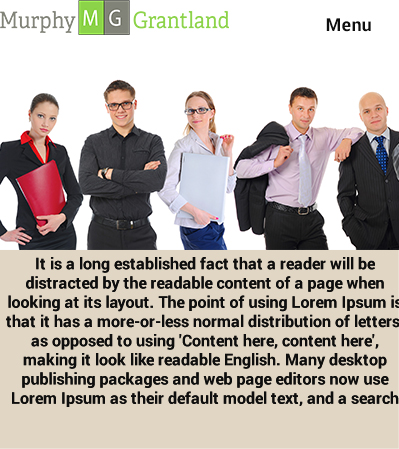 Murphy MG Grantland
Menu
It is a long established fact that a reader will be
distracted by the readable content of a page when
looking at its layout. The point of using Lorem Ipsum is
that it has a more-or-less normal distribution of letters,
as opposed to using 'Content here, content here',
making it look like readable English. Many desktop
publishing packages and web page editors now use
Lorem Ipsum as their default model text, and a search